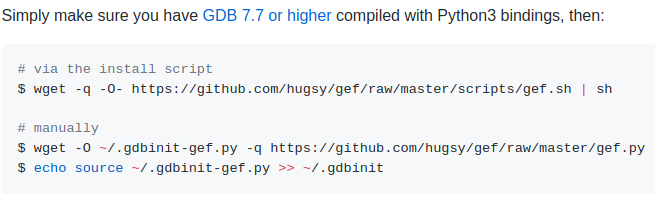 Simply make sure you have GDB 7.7 or higher compiled with Python3 bindings, then:
# via the install script
$ wget -q -O- https://github.com/hugsy/gef/raw/master/scripts/gef.sh | sh
# manually
$ wget -O ~/.gdbinit-gef.py -q https://github.com/hugsy/gef/raw/master/gef.py
$ echo source ~/.gdbinit-gef.py >> ~/.gdbinit